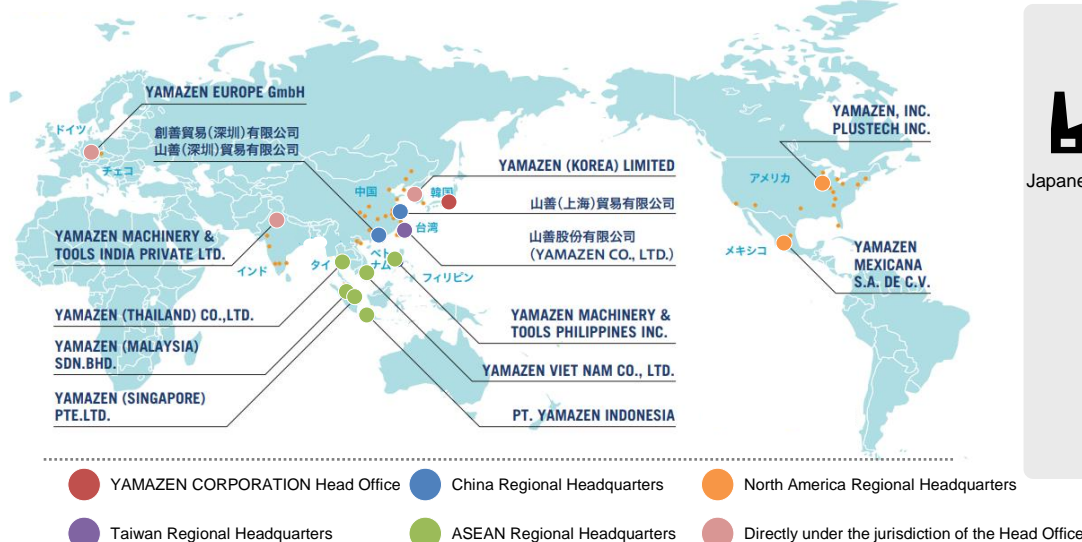 YAMAZEN EUROPE GmbH
ドイツ
チェコ
創善貿易(深圳)有限公司
山善(深圳)貿易有限公司
中国
韓国
YAMAZEN (KOREA) LIMITED
山善(上海)貿易有限公司
台湾
山善股份有限公司
(YAMAZEN CO., LTD.)
YAMAZEN, INC.
PLUSTECH INC.
アメリカ
メキシコ
YAMAZEN
MEXICANA
S.A. DE C.V.
YAMAZEN MACHINERY &
TOOLS INDIA PRIVATE LTD.
インド
タイ
ベト
ナム
フィリピン
YAMAZEN (THAILAND) CO.,LTD.
YAMAZEN (MALAYSIA)
SDN.BHD.
YAMAZEN (SINGAPORE)
PTE.LTD.
YAMAZEN MACHINERY &
TOOLS PHILIPPINES INC.
YAMAZEN VIET NAM CO., LTD.
PT. YAMAZEN INDONESIA
Japane
YAMAZEN CORPORATION Head Office
China Regional Headquarters
North America Regional Headquarters
Taiwan Regional Headquarters
ASEAN Regional Headquarters
Directly under the jurisdiction of the Head Office